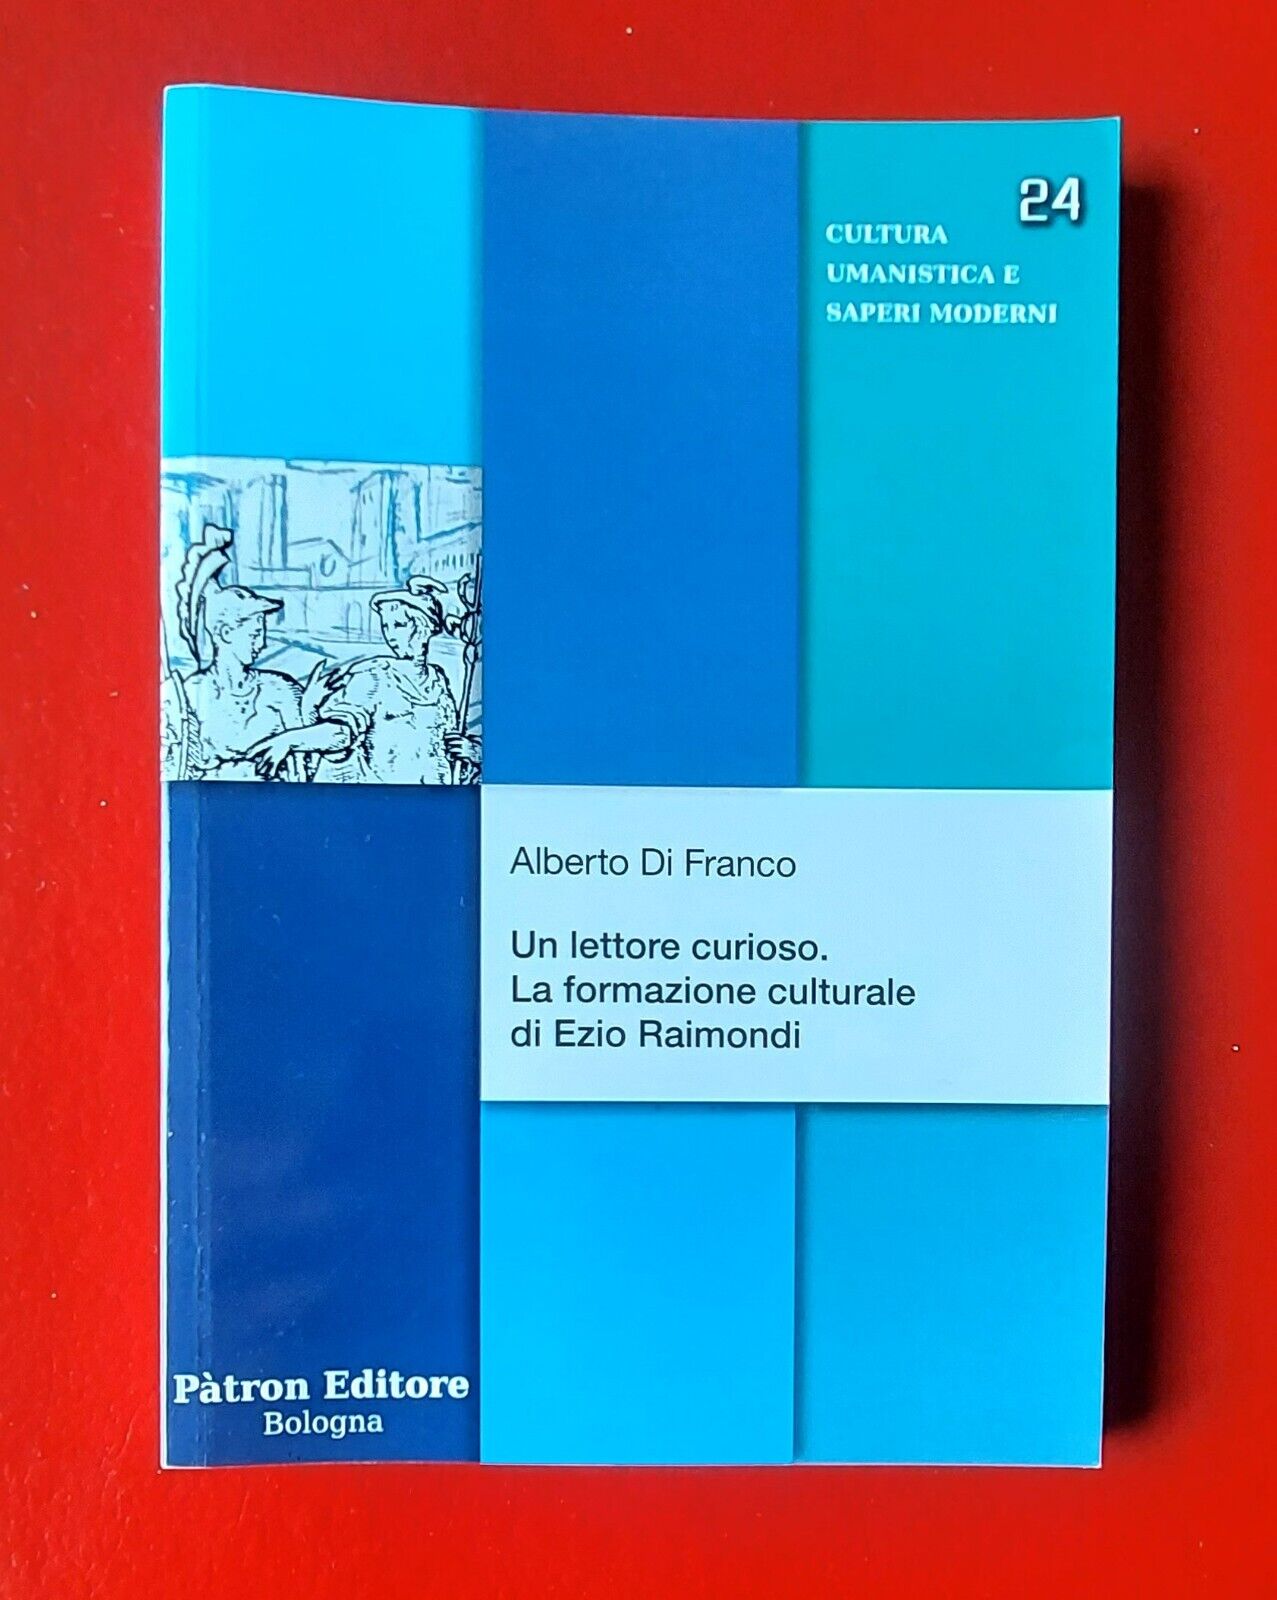 24
CULTURA
UMANISTICA E
SAPERI MODERNI
Alberto Di Franco
Un lettore curioso.
La formazione culturale
di Ezio Raimondi
Pàtron Editore
Bologna